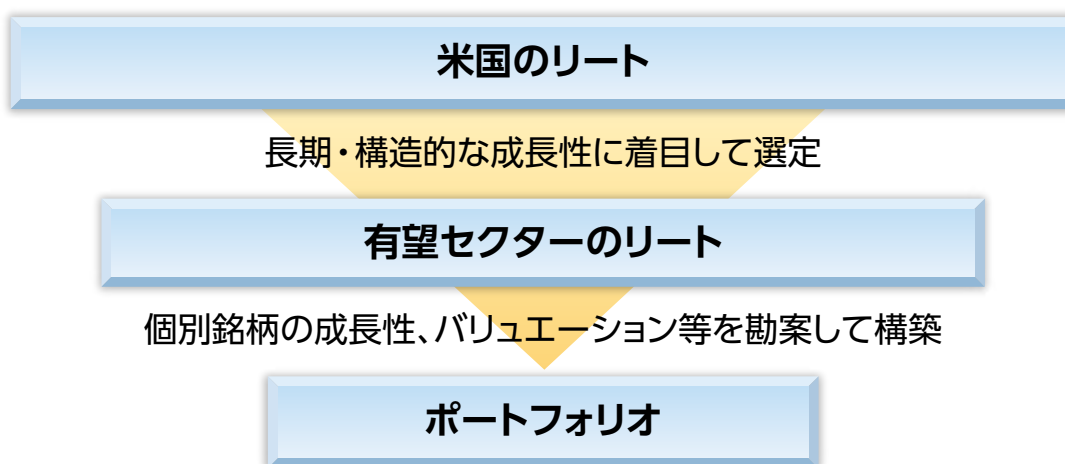 米国のリート
長期・構造的な成長性に着目して選定
有望セクターのリート
個別銘柄の成長性、バリュエーション等を勘案して構築
ポートフォリオ